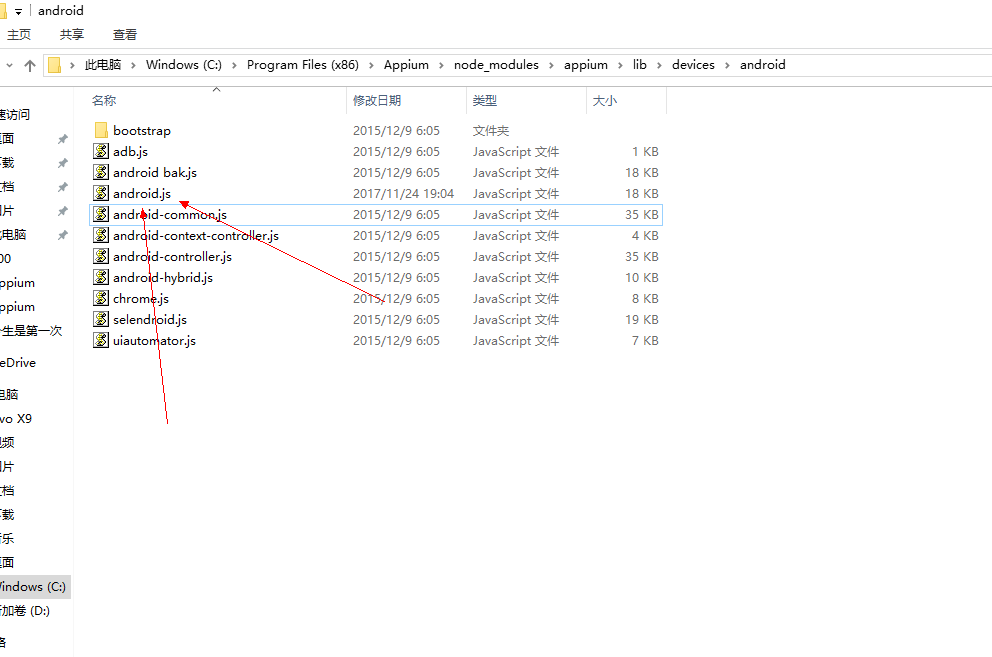 android
主页 共享 查看
此电脑 Windows (C:) Program Files (x86) Appium node_modules appium lib devices android
名称 修改日期 类型 大小
bootstrap 2015/12/9 6:05 文件夹
adb.js 2015/12/9 6:05 JavaScript 文件 1 KB
android bak.js 2015/12/9 6:05 JavaScript 文件 18 KB
android.js 2017/11/24 19:04 JavaScript 文件 18 KB
android-common.js 2015/12/9 6:05 JavaScript 文件 35 KB
android-context-controller.js 2015/12/9 6:05 JavaScript 文件 4 KB
android-controller.js 2015/12/9 6:05 JavaScript 文件 35 KB
android-hybrid.js 2015/12/9 6:05 JavaScript 文件 10 KB
chrome.js 2015/12/9 6:05 JavaScript 文件 8 KB
selendroid.js 2015/12/9 6:05 JavaScript 文件 19 KB
uiautomator.js 2015/12/9 6:05 JavaScript 文件 7 KB
速访问
面
载
文档
片
电脑
00
ppium
ppium
生是第一次
eDrive
电脑
vo X9
视频
片
文档
载
音乐
面
Windows (C:)
新加卷 (D:)
络